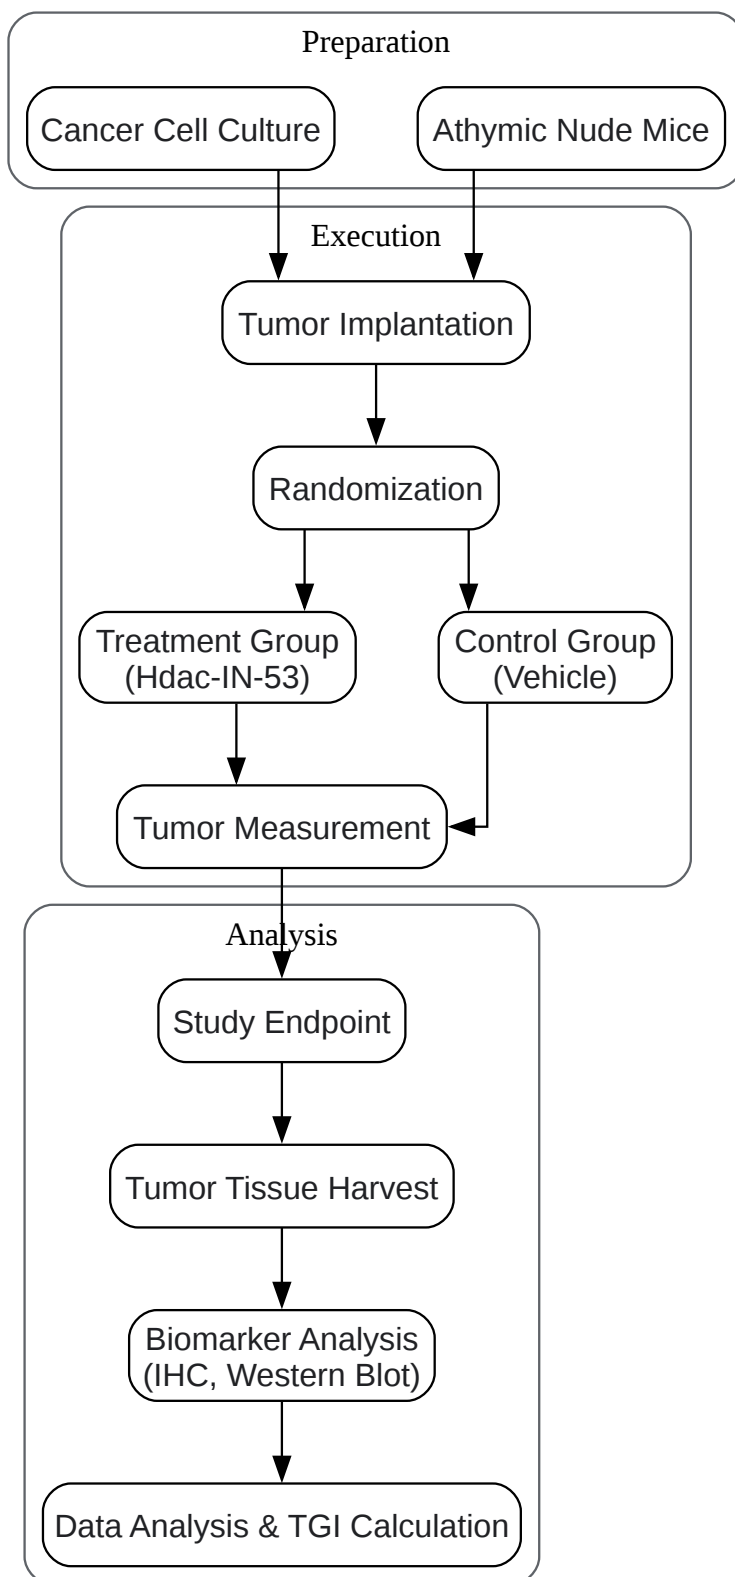 Preparation
Cancer Cell Culture
Athymic Nude Mice
Execution
Tumor Implantation
Randomization
Treatment Group
(Hdac-IN-53)
Control Group
(Vehicle)
Tumor Measurement
Analysis
Study Endpoint
Tumor Tissue Harvest
Biomarker Analysis
(IHC, Western Blot)
Data Analysis & TGI Calculation